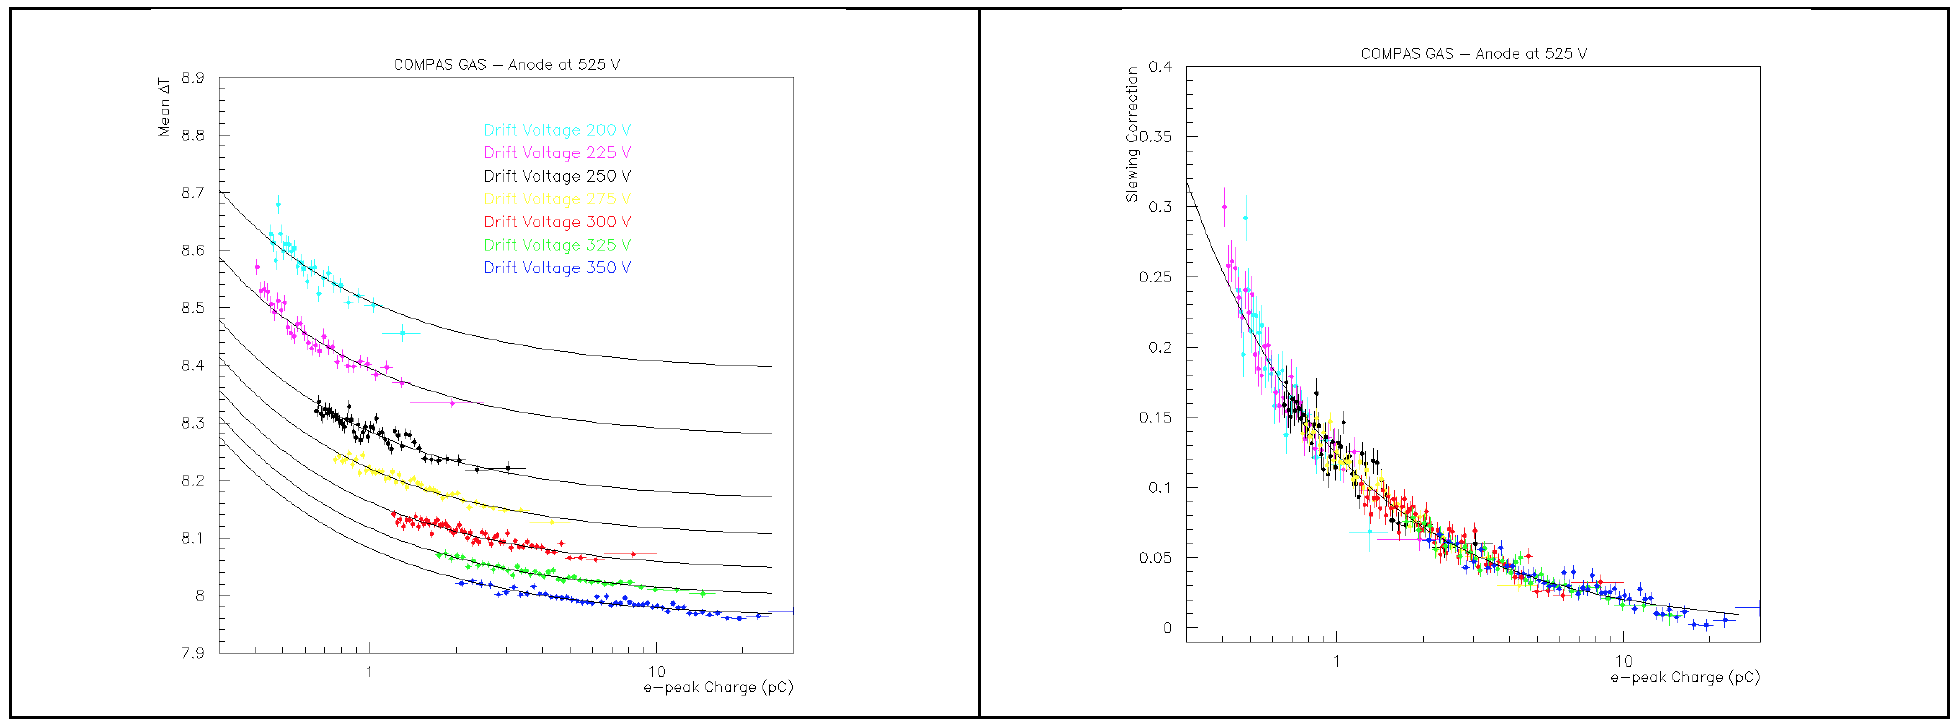 COMPAS GAS – Anode at 525 V
Mean ΔT
8.9
8.8
8.7
8.6
8.5
8.4
8.3
8.2
8.1
8
7.9
Drift Voltage 200 V
Drift Voltage 225 V
Drift Voltage 250 V
Drift Voltage 275 V
Drift Voltage 300 V
Drift Voltage 325 V
Drift Voltage 350 V
1 10
e–peak Charge (pC)
COMPAS GAS – Anode at 525 V
Slewing Correction
0.4
0.35
0.3
0.25
0.2
0.15
0.1
0.05
0
1 10
e–peak Charge (pC)